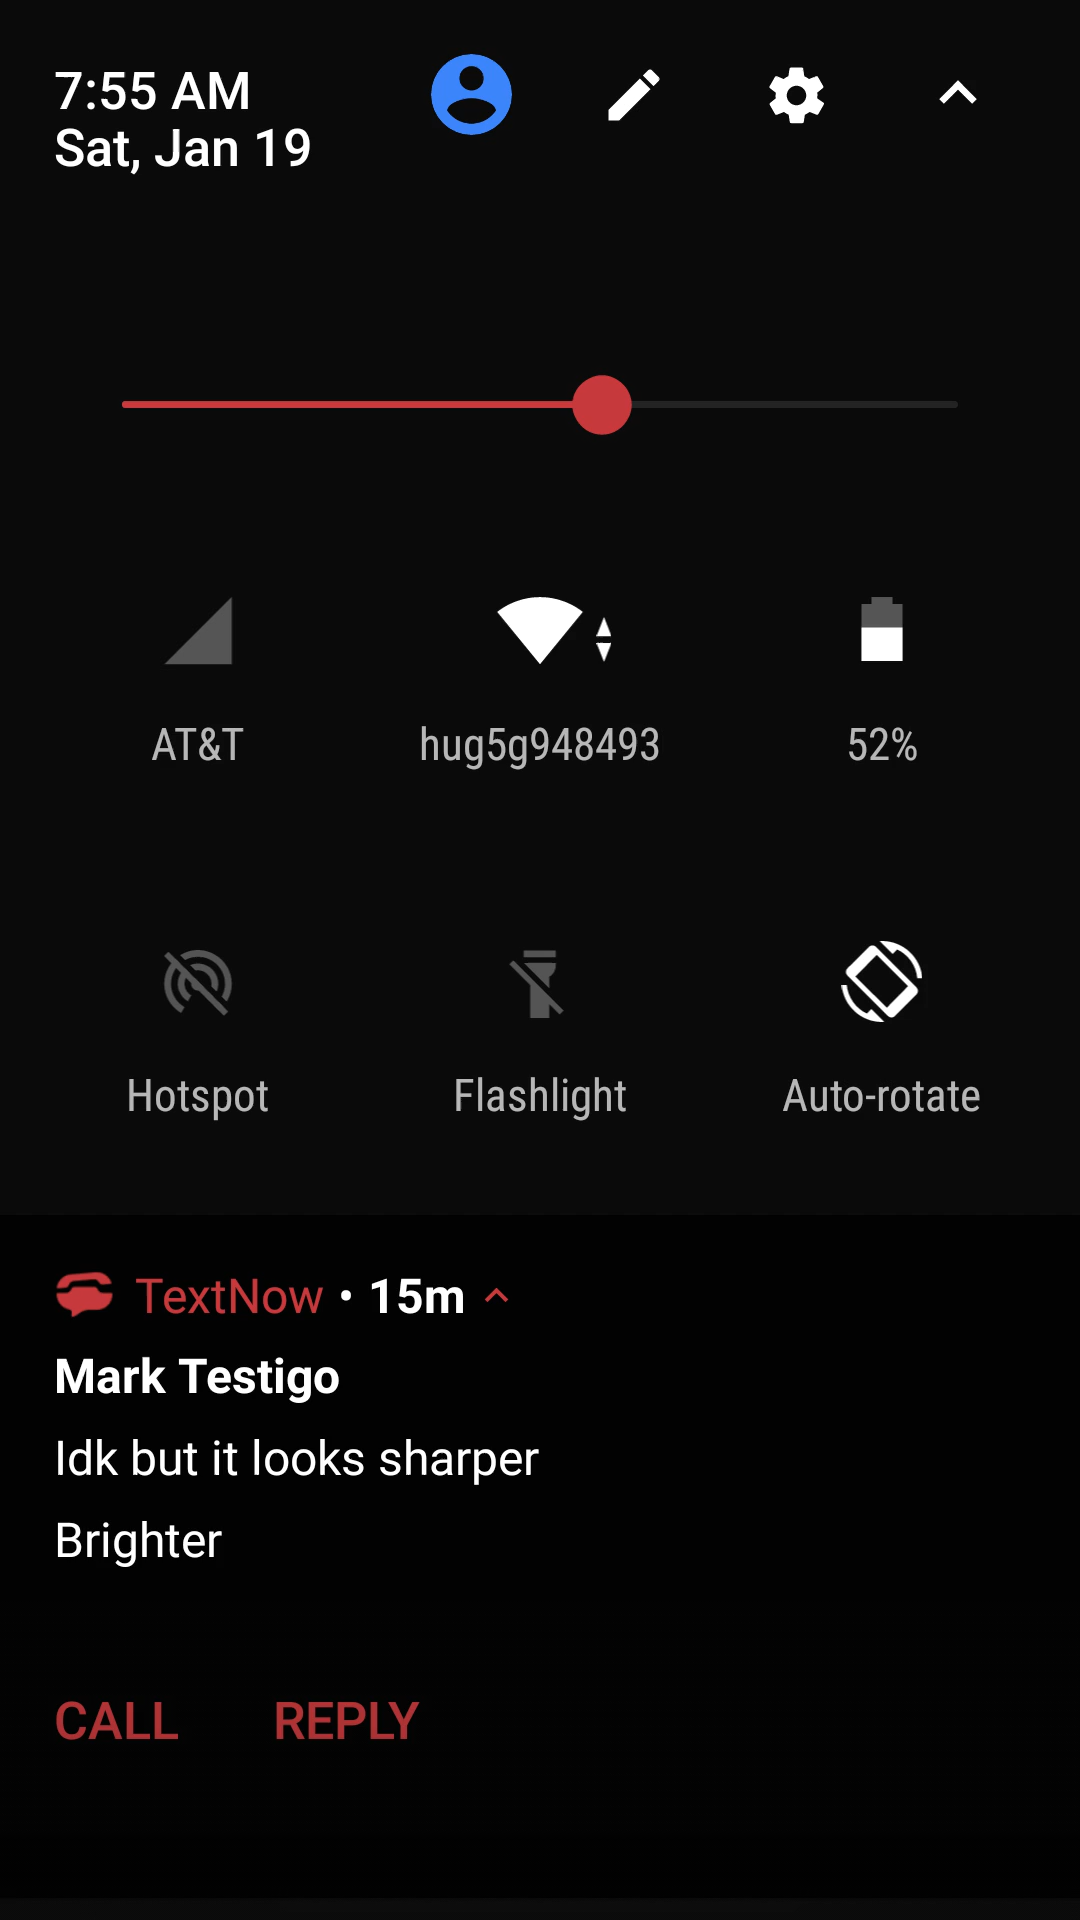 7:55 AM
Sat, Jan 19
AT&T
hug5g948493
52%
Hotspot
Flashlight
Auto-rotate
TextNow • 15m
Mark Testigo
Idk but it looks sharper
Brighter
CALL REPLY